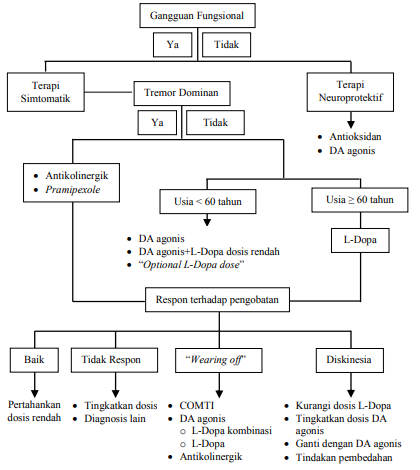 Gangguan Fungsional
Ya
Tidak
Terapi
Simtomatik
Tremor Dominan
Terapi
Neuroprotektif
Ya
Tidak
• Antioksidan
• DA agonis
• Antikolinergik
• Pramipexole
Usia < 60 tahun
Usia ≥ 60 tahun
• DA agonis
• DA agonis+L-Dopa dosis rendah
• “Optional L-Dopa dose”
L-Dopa
Respon terhadap pengobatan
Baik
Tidak Respon
“Wearing off”
Diskinesia
Pertahankan
dosis rendah
• Tingkatkan dosis
• Diagnosis lain
• COMTI
• DA agonis
o L-Dopa kombinasi
o L-Dopa
• Antikolinergik
• Kurangi dosis L-Dopa
• Tingkatkan dosis DA
agonis
• Ganti dengan DA agonis
• Tindakan pembedahan